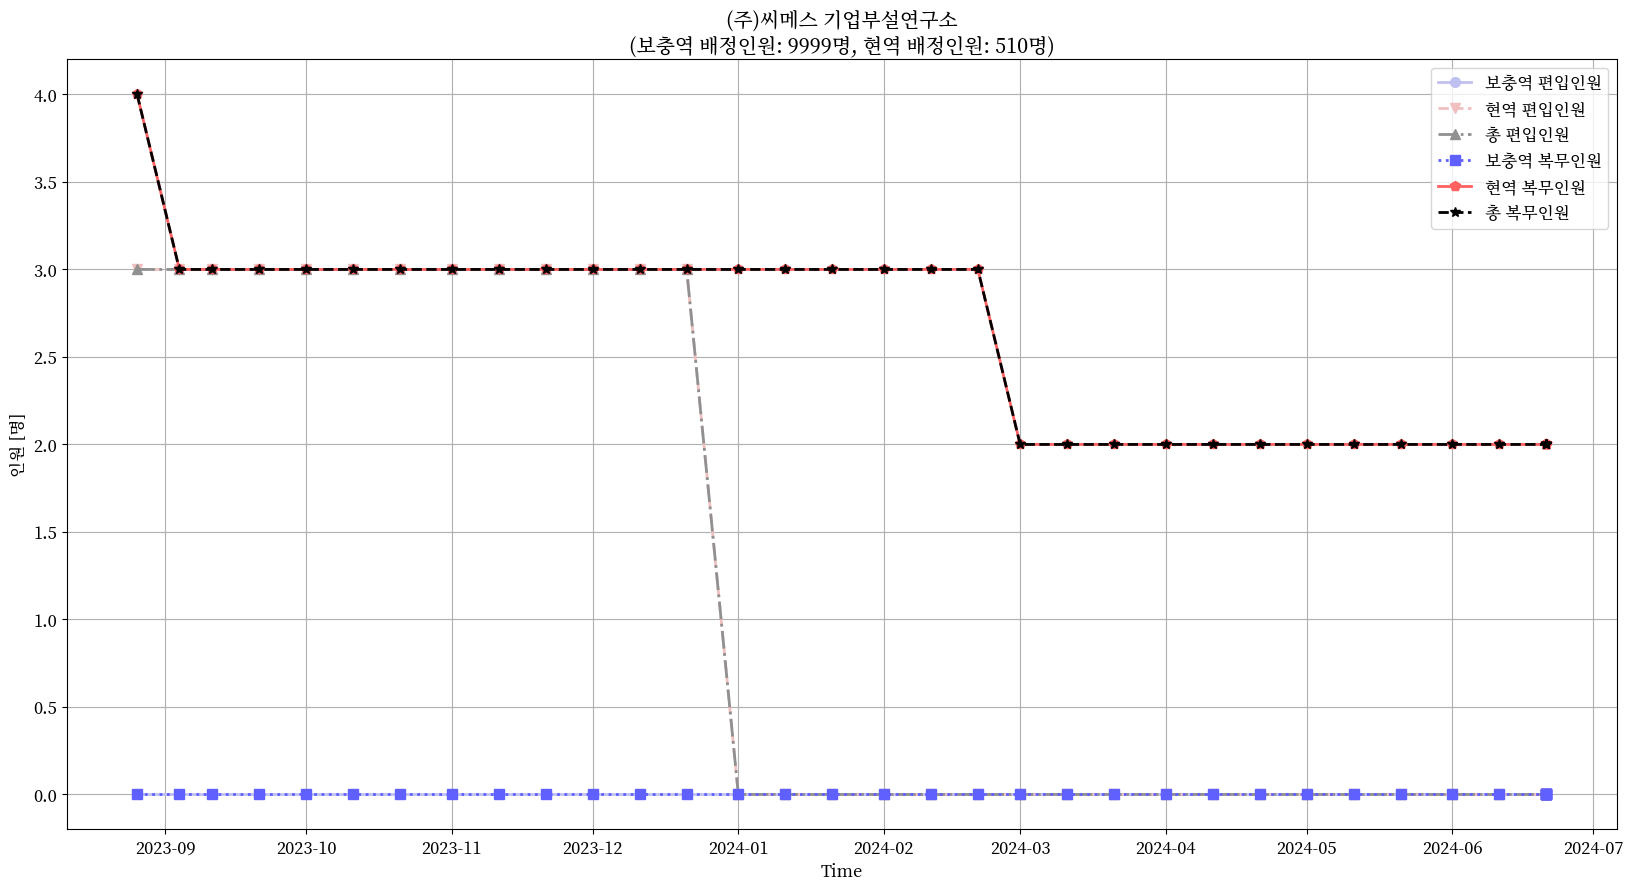 (주)씨메스 기업부설연구소
(보충역 배정인원: 9999명, 현역 배정인원: 510명)
보충역 편입인원
현역 편입인원
총 편입인원
보충역 복무인원
현역 복무인원
총 복무인원
인원 [명]
4.0
3.5
3.0
2.5
2.0
1.5
1.0
0.5
0.0
2023-09 2023-10 2023-11 2023-12 2024-01 2024-02 2024-03 2024-04 2024-05 2024-06 2024-07
Time